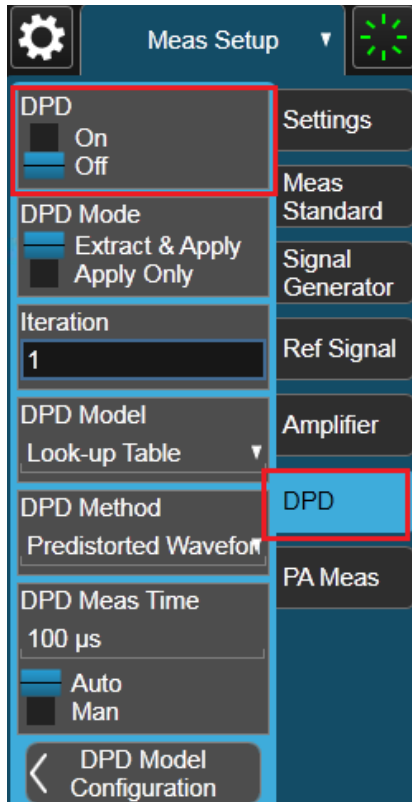 Meas Setup
DPD
On
Off
DPD Mode
Extract & Apply
Apply Only
Iteration
1
DPD Model
Look-up Table
DPD Method
Predistorted Wavefor
DPD Meas Time
100 µs
Auto
Man
DPD Model
Configuration
Settings
Meas
Standard
Signal
Generator
Ref Signal
Amplifier
DPD
PA Meas